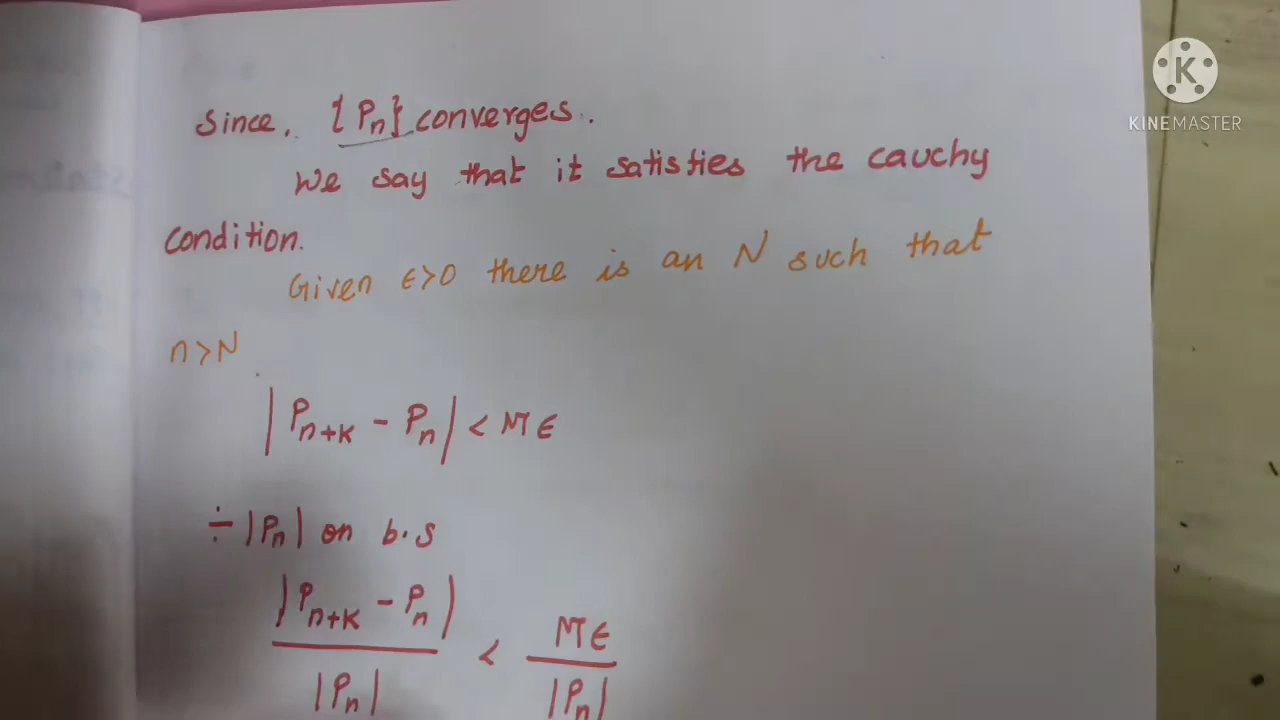 Since, {Pn} converges.
We say that it satisfies the cauchy
condition.
Given ϵ>0 there is an N such that
n>N
|Pn+K - Pn| < Mϵ
÷ |Pn| on b.s
|Pn+K - Pn| / |Pn| < Mϵ / |Pn|
K
KINEMASTER